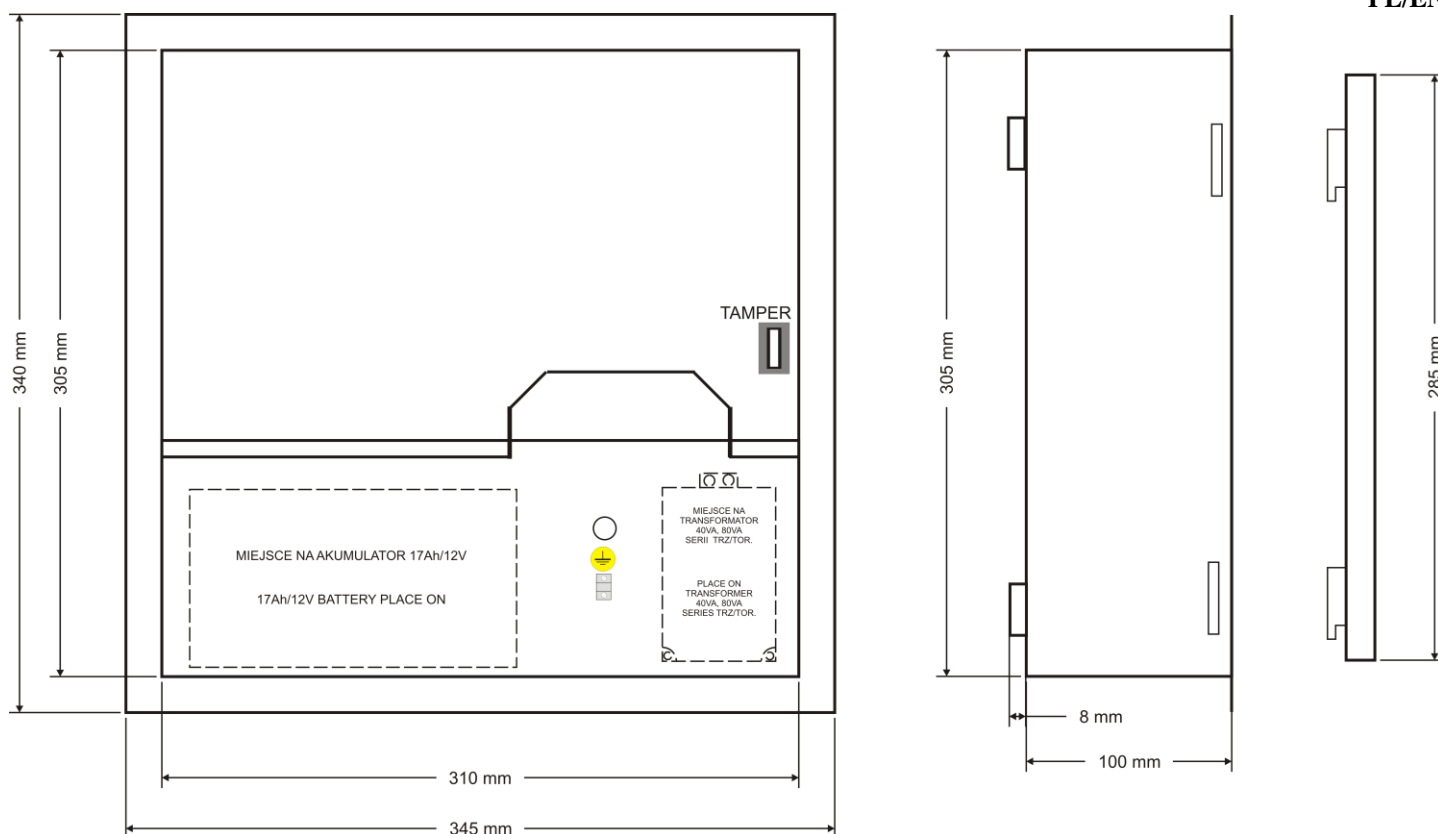 340 mm
305 mm
TAMPER
MIEJSCE NA AKUMULATOR 17Ah/12V
17Ah/12V BATTERY PLACE ON
MIEJSCE NA
TRANSFORMATOR
40VA, 80VA
SERII TRZ/TOR.
PLACE ON
TRANSFORMER
40VA, 80VA
SERIES TRZ/TOR.
310 mm
345 mm
305 mm
8 mm
100 mm
285 mm